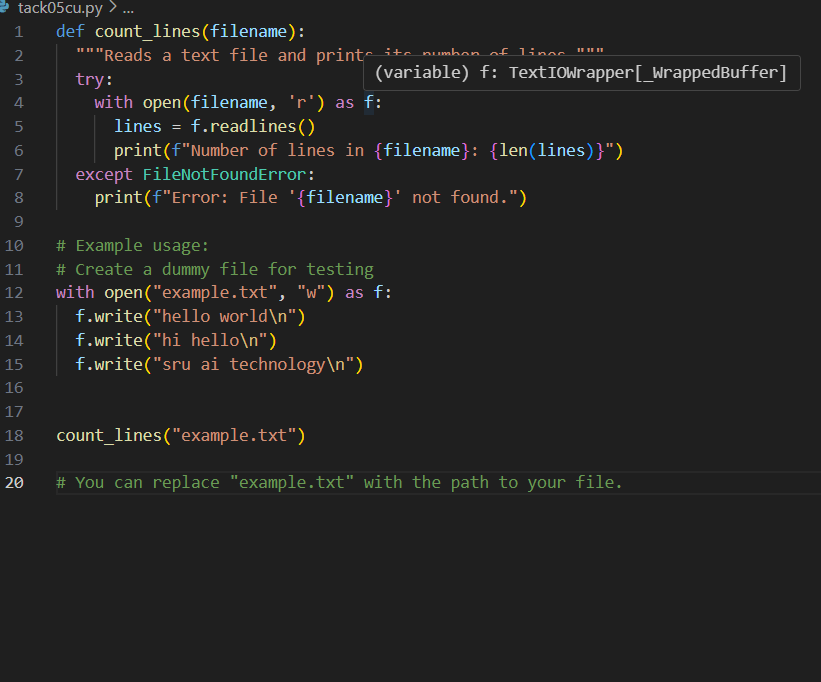 tack05cu.py > ...
1 def count_lines(filename):
2 """Reads a text file and prints its number of lines."""
(variable) f: TextIOWrapper[_WrappedBuffer]
3 try:
4 with open(filename, 'r') as f:
5 lines = f.readlines()
6 print(f"Number of lines in {filename}: {len(lines)}")
7 except FileNotFoundError:
8 print(f"Error: File '{filename}' not found.")
9
10 # Example usage:
11 # Create a dummy file for testing
12 with open("example.txt", "w") as f:
13 f.write("hello world\n")
14 f.write("hi hello\n")
15 f.write("sru ai technology\n")
16
17
18 count_lines("example.txt")
19
20 # You can replace "example.txt" with the path to your file.